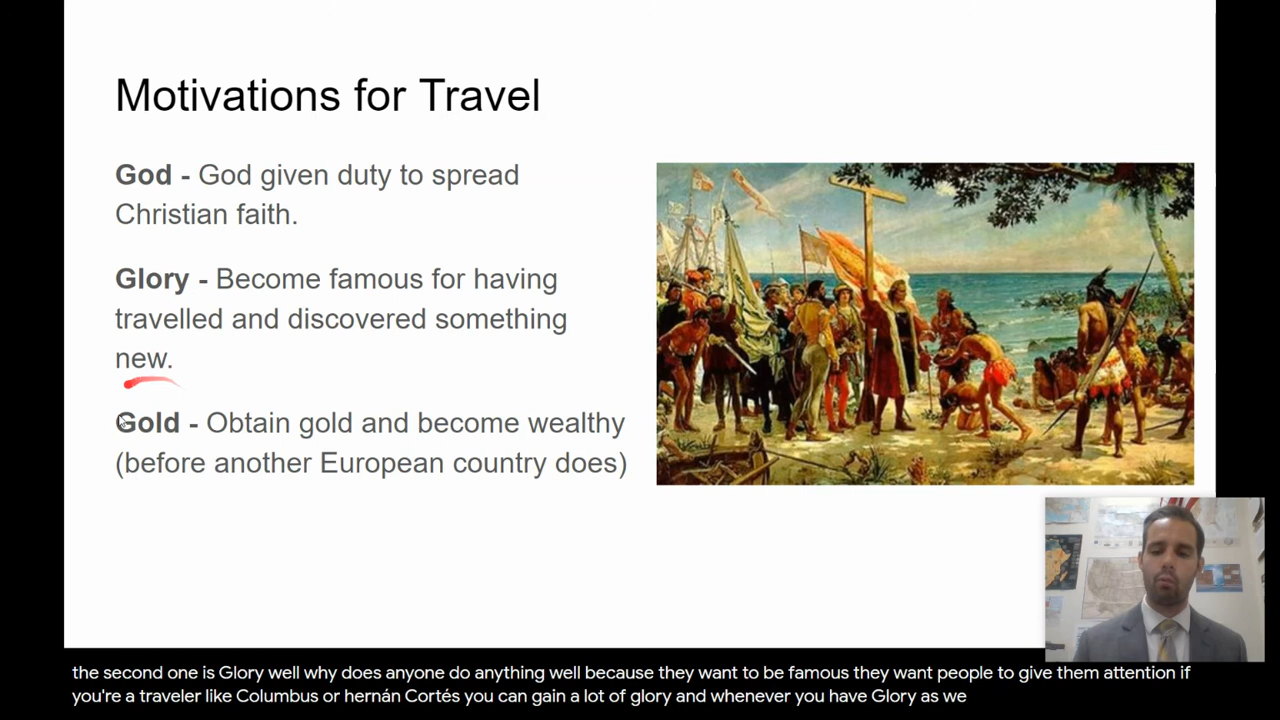 Motivations for Travel
God - God given duty to spread
Christian faith.
Glory - Become famous for having
travelled and discovered something
new.
Gold - Obtain gold and become wealthy
(before another European country does)
the second one is Glory well why does anyone do anything well because they want to be famous they want people to give them attention if
you're a traveler like Columbus or hernán Cortés you can gain a lot of glory and whenever you have Glory as we